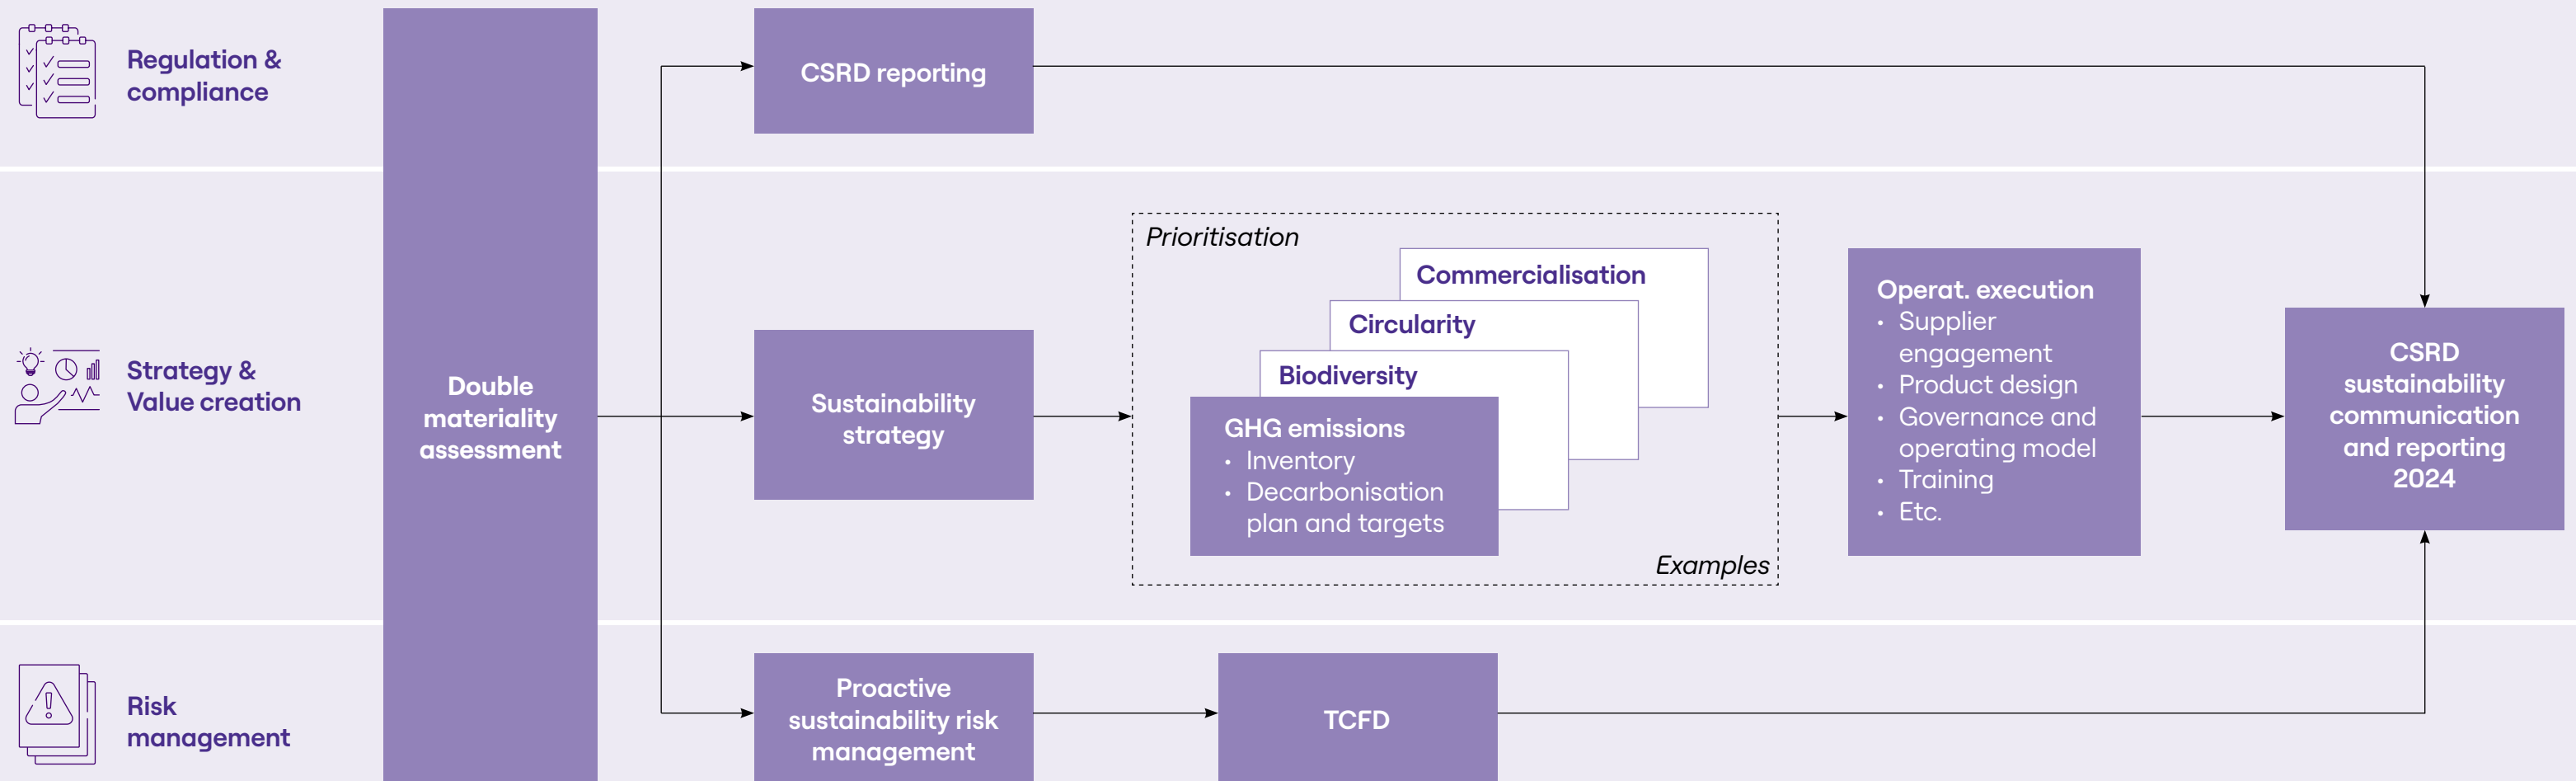 Regulation &
compliance
CSRD reporting
Strategy &
Value creation
Double
materiality
assessment
Sustainability
strategy
Prioritisation
Commercialisation
Circularity
Biodiversity
GHG emissions
• Inventory
• Decarbonisation
plan and targets
Examples
Operat. execution
• Supplier
engagement
• Product design
• Governance and
operating model
• Training
• Etc.
CSRD
sustainability
communication
and reporting
2024
Risk
management
Proactive
sustainability risk
management
TCFD